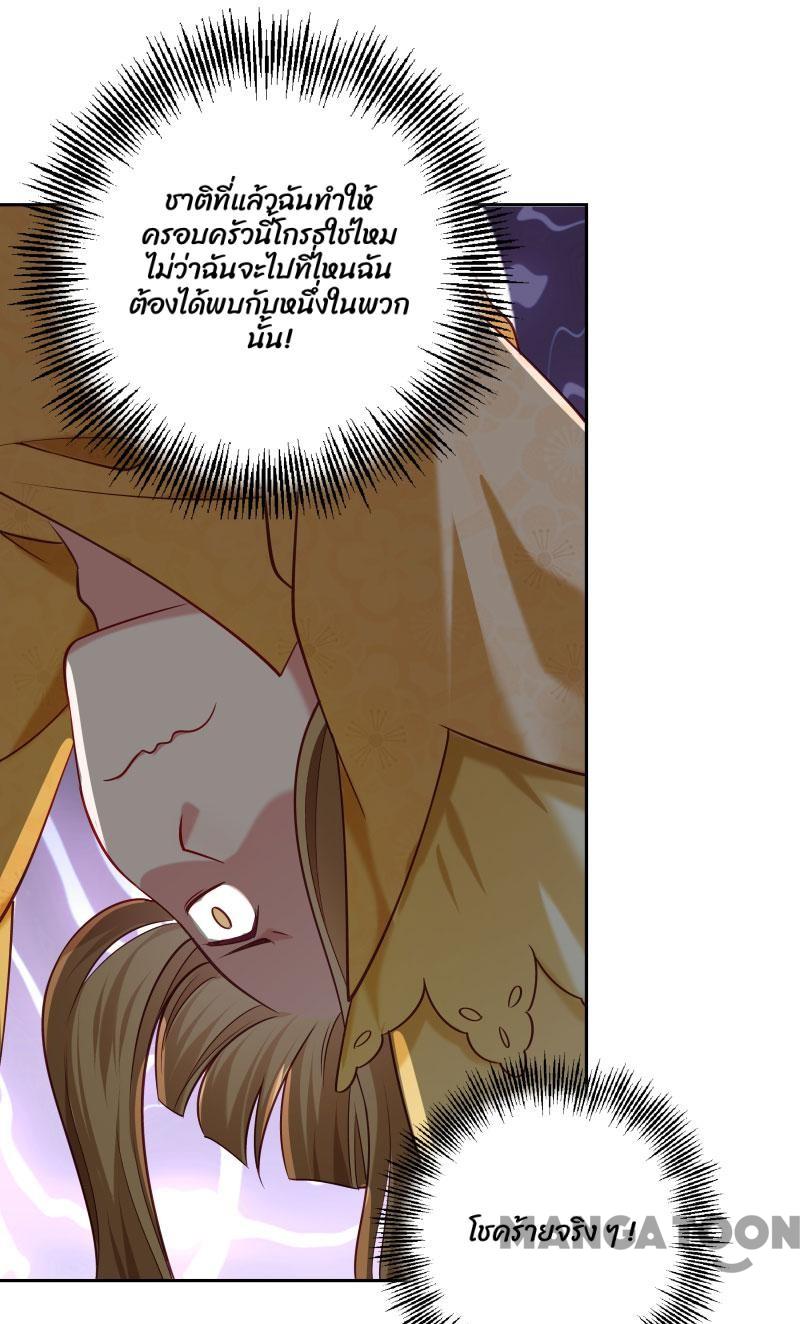 ชาติที่แล้วฉันทำให้
ครอบครัวนี้โกรธใช่ไหม
ไม่ว่าฉันจะไปที่ไหนฉัน
ต้องได้พบกับหนึ่งในพวก
นั้น!
โชคร้ายจริง ๆ !
MANGATOON